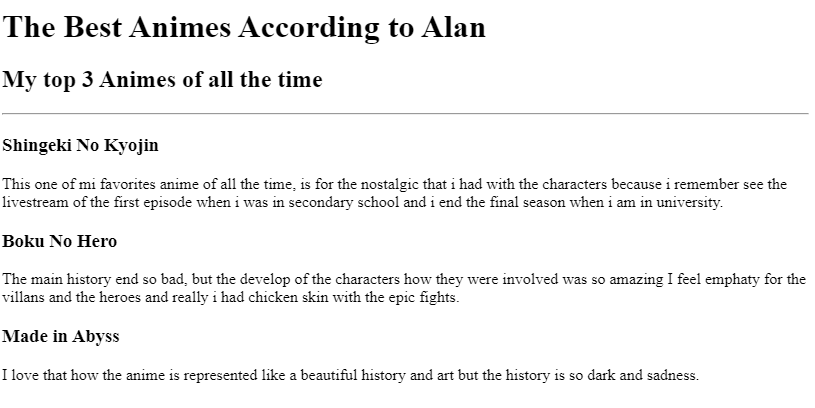 The Best Animes According to Alan
My top 3 Animes of all the time
Shingeki No Kyojin
This one of mi favorites anime of all the time, is for the nostalgic that i had with the characters because i remember see the
livestream of the first episode when i was in secondary school and i end the final season when i am in university.
Boku No Hero
The main history end so bad, but the develop of the characters how they were involved was so amazing I feel emphaty for the
villans and the heroes and really i had chicken skin with the epic fights.
Made in Abyss
I love that how the anime is represented like a beautiful history and art but the history is so dark and sadness.